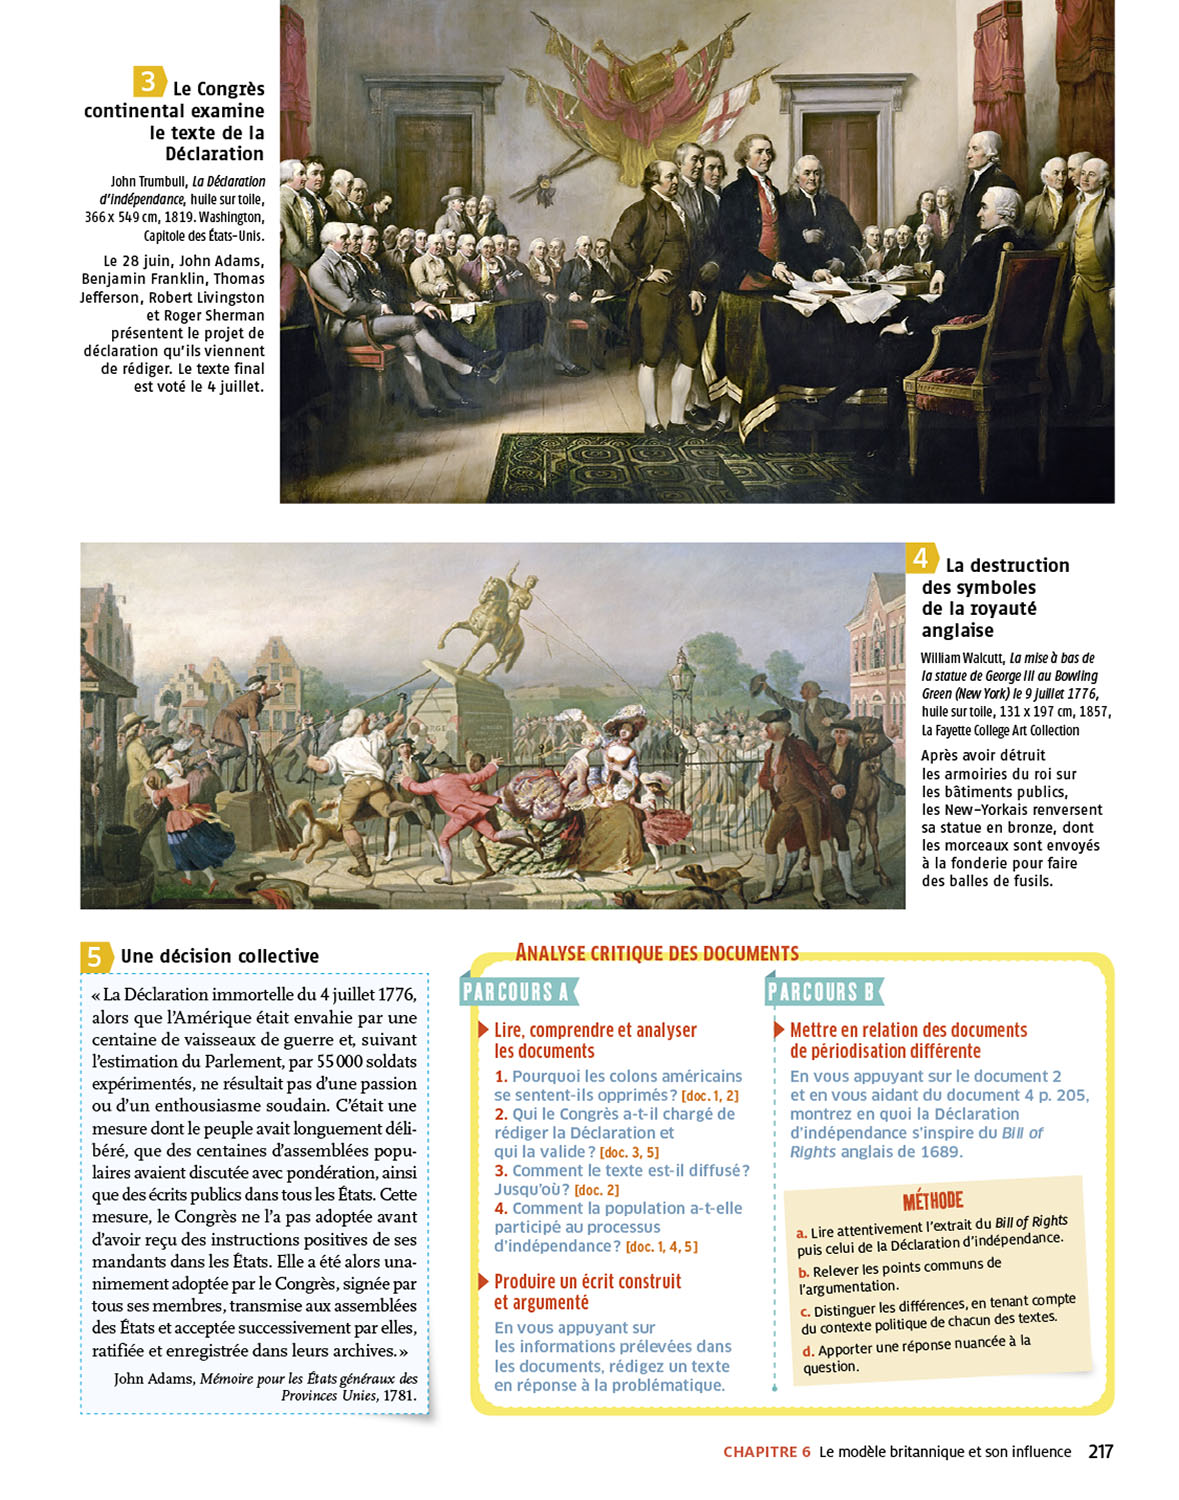 3 Le Congrès
continental examine
le texte de la
Déclaration
John Trumbull, La Déclaration
d'indépendance, huile sur toile,
366 x 549 cm, 1819. Washington,
Capitole des États-Unis.
Le 28 juin, John Adams,
Benjamin Franklin, Thomas
Jefferson, Robert Livingston
et Roger Sherman
présentent le projet de
déclaration qu'ils viennent
de rédiger. Le texte final
est voté le 4 juillet.
4 La destruction
des symboles
de la royauté
anglaise
William Walcutt, La mise à bas de
la statue de George III au Bowling
Green (New York) le 9 juillet 1776,
huile sur toile, 131 x 197 cm, 1857,
La Fayette College Art Collection
Après avoir détruit
les armoiries du roi sur
les bâtiments publics,
les New-Yorkais renversent
sa statue en bronze, dont
les morceaux sont envoyés
à la fonderie pour faire
des balles de fusils.
5 Une décision collective
« La Déclaration immortelle du 4 juillet 1776,
alors que l'Amérique était envahie par une
centaine de vaisseaux de guerre et, suivant
l'estimation du Parlement, par 55 000 soldats
expérimentés, ne résultait pas d'une passion
ou d'un enthousiasme soudain. C'était une
mesure dont le peuple avait longuement déli-
béré, que des centaines d'assemblées popu-
laires avaient discutée avec pondération, ainsi
que des écrits publics dans tous les États. Cette
mesure, le Congrès ne l'a pas adoptée avant
d'avoir reçu des instructions positives de ses
mandants dans les États. Elle a été alors una-
nimement adoptée par le Congrès, signée par
tous ses membres, transmise aux assemblées
des États et acceptée successivement par elles,
ratifiée et enregistrée dans leurs archives. »
John Adams, Mémoire pour les États généraux des
Provinces Unies, 1781.
ANALYSE CRITIQUE DES DOCUMENTS
PARCOURS A
Lire, comprendre et analyser
les documents
1. Pourquoi les colons américains
se sentent-ils opprimés ? [doc. 1, 2]
2. Qui le Congrès a-t-il chargé de
rédiger la Déclaration et
qui la valide ? [doc. 3, 5]
3. Comment le texte est-il diffusé ?
Jusqu'où ? [doc. 2]
4. Comment la population a-t-elle
participé au processus
d'indépendance ? [doc. 1, 4, 5]
Produire un écrit construit
et argumenté
En vous appuyant sur
les informations prélevées dans
les documents, rédigez un texte
en réponse à la problématique.
PARCOURS B
Mettre en relation des documents
de périodisation différente
En vous appuyant sur le document 2
et en vous aidant du document 4 p. 205,
montrez en quoi la Déclaration
d'indépendance s'inspire du Bill of
Rights anglais de 1689.
MÉTHODE
a. Lire attentivement l'extrait du Bill of Rights
puis celui de la Déclaration d'indépendance.
b. Relever les points communs de
l'argumentation.
c. Distinguer les différences, en tenant compte
du contexte politique de chacun des textes.
d. Apporter une réponse nuancée à la
question.
CHAPITRE 6 Le modèle britannique et son influence 217